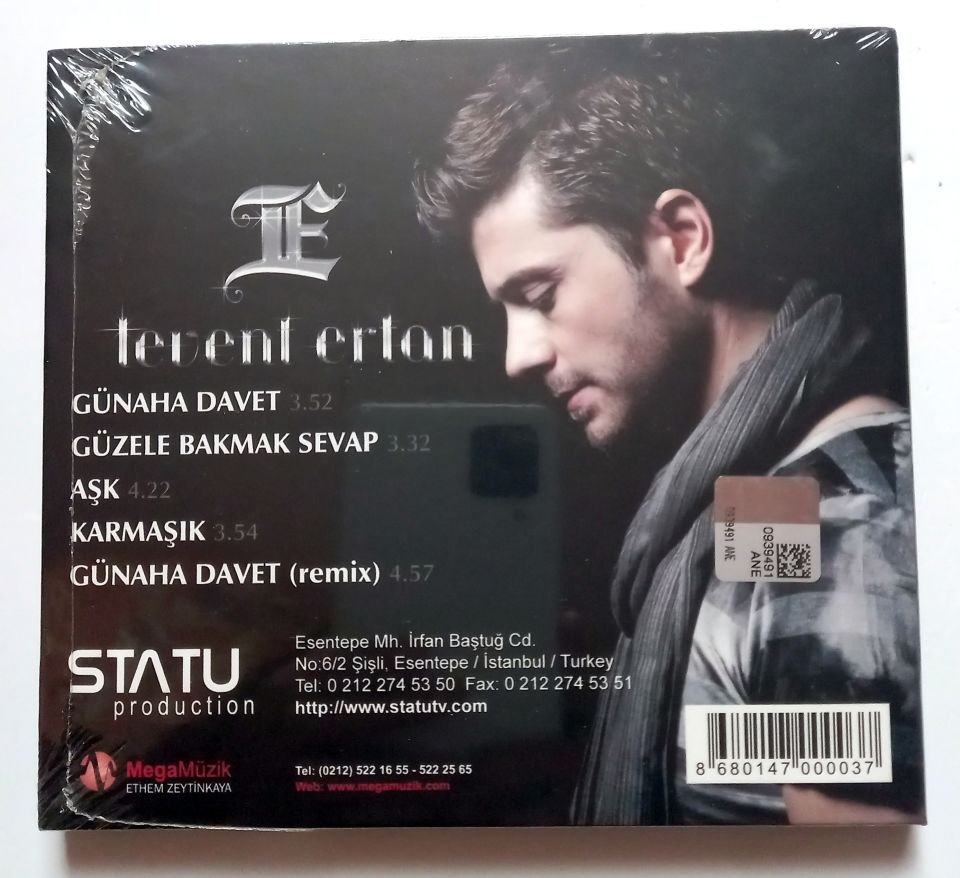 E
levent ertan
GÜNAHA DAVET 3.52
GÜZELE BAKMAK SEVAP 3.32
AŞK 4.22
KARMAŞIK 3.54
GÜNAHA DAVET (remix) 4.57
0939491 ANE
0939491
ANE
STATU
production
Esentepe Mh. İrfan Baştuğ Cd.
No:6/2 Şişli, Esentepe / İstanbul / Turkey
Tel: 0 212 274 53 50 Fax: 0 212 274 53 51
http://www.statutv.com
MegaMüzik
ETHEM ZEYTİNKAYA
Tel: (0212) 522 16 55 - 522 25 65
Web: www.megamuzik.com
8 680147 000037